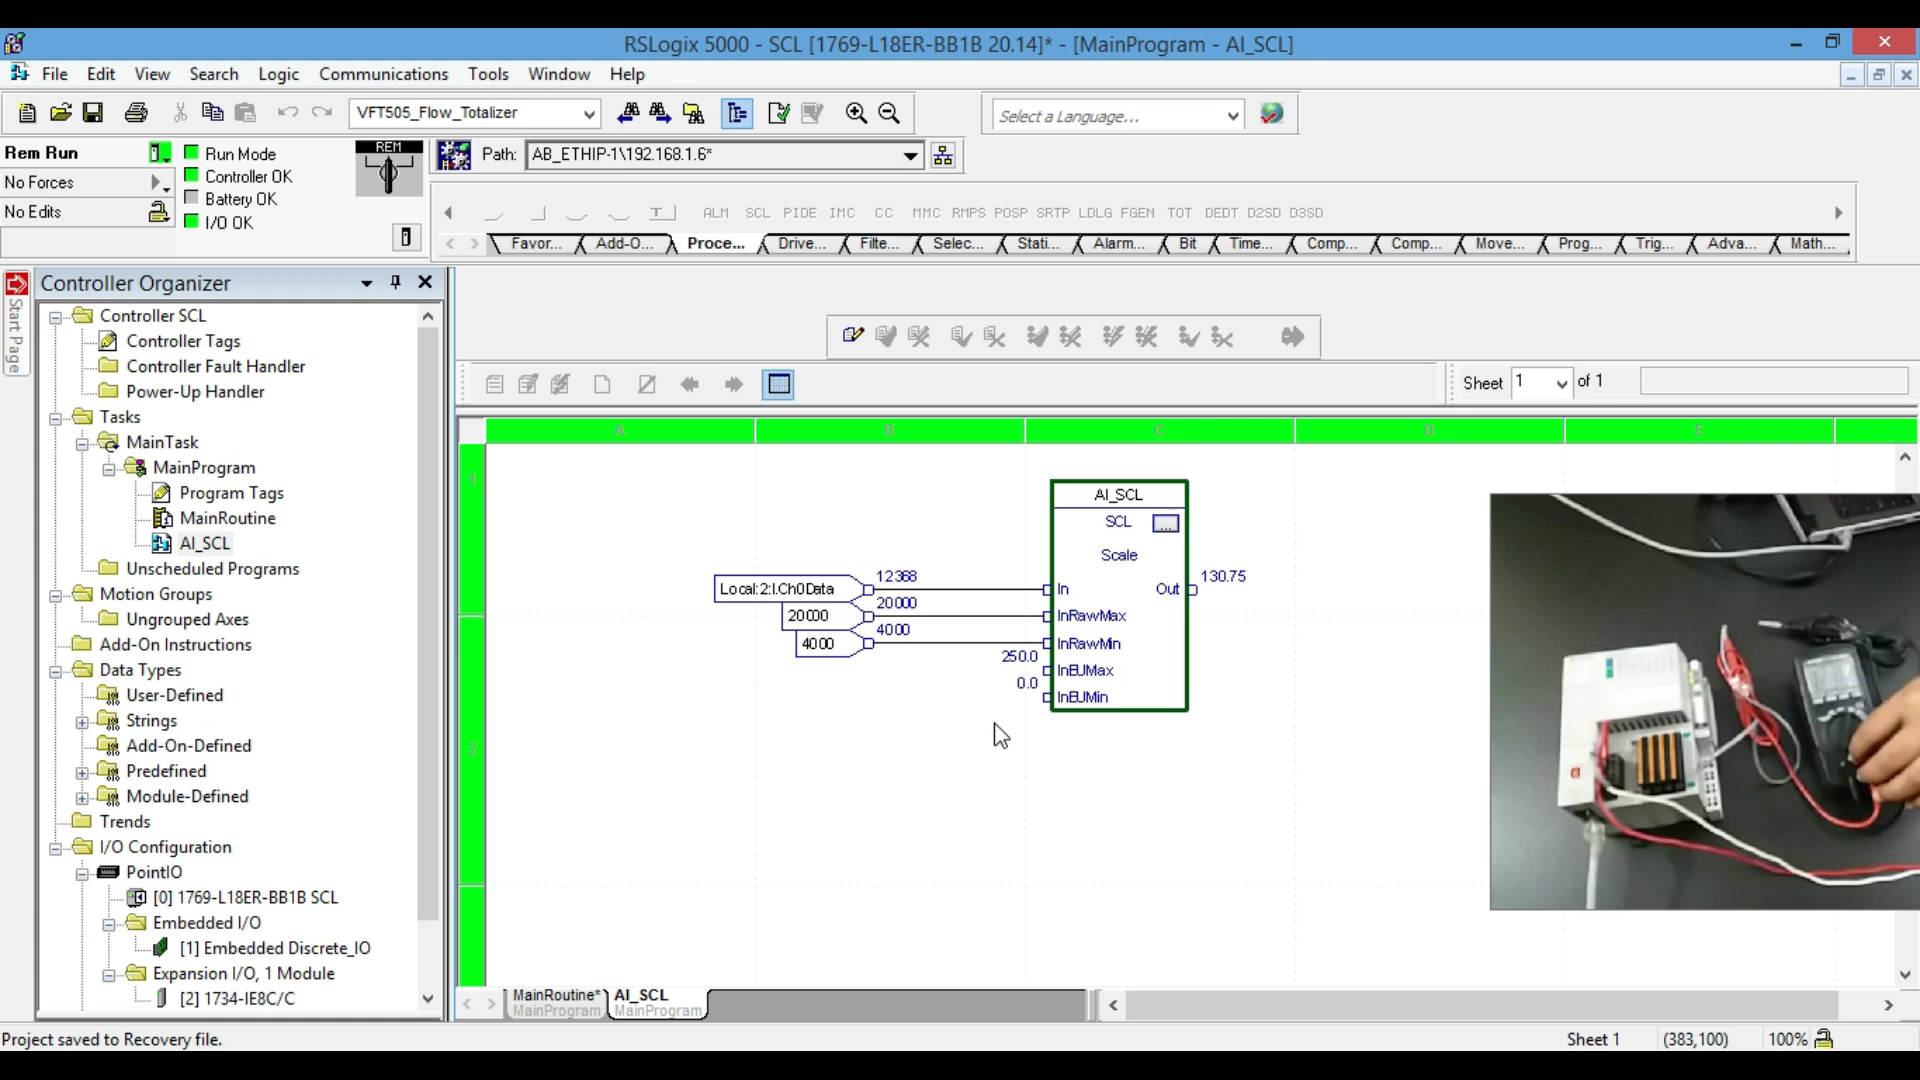 RSLogix 5000 - SCL [1769-L18ER-BB1B 20.14]* - [MainProgram - AI_SCL]
File Edit View Search Logic Communications Tools Window Help
VFT505_Flow_Totalizer
Select a Language...
Rem Run
No Forces
No Edits
Run Mode
Controller OK
Battery OK
I/O OK
REM
Path: AB_ETHIP-1\192.168.1.6*
ALM SCL PIDE IMC CC MMC RMPS POSP SRTP LDLG FGEN TOT DEDT D2SD D3SD
Favor... Add-O... Proce... Drive... Filte... Selec... Stati... Alarm... Bit Time... Comp... Comp... Move... Prog... Trig... Adva... Math...
Start Page
Controller Organizer
Controller SCL
Controller Tags
Controller Fault Handler
Power-Up Handler
Tasks
MainTask
MainProgram
Program Tags
MainRoutine
AI_SCL
Unscheduled Programs
Motion Groups
Ungrouped Axes
Add-On Instructions
Data Types
User-Defined
Strings
Add-On-Defined
Predefined
Module-Defined
Trends
I/O Configuration
PointIO
[0] 1769-L18ER-BB1B SCL
Embedded I/O
[1] Embedded Discrete_IO
Expansion I/O, 1 Module
[2] 1734-IE8C/C
Sheet 1 of 1
A B C D E
1
2
AI_SCL
SCL ...
Scale
Local:2:I.Ch0Data 12368 In Out 130.75
20000 20000 InRawMax
4000 4000 InRawMin
250.0 InEUMax
0.0 InEUMin
MainRoutine* AI_SCL
MainProgram MainProgram
Project saved to Recovery file.
Sheet 1 (383,100) 100%